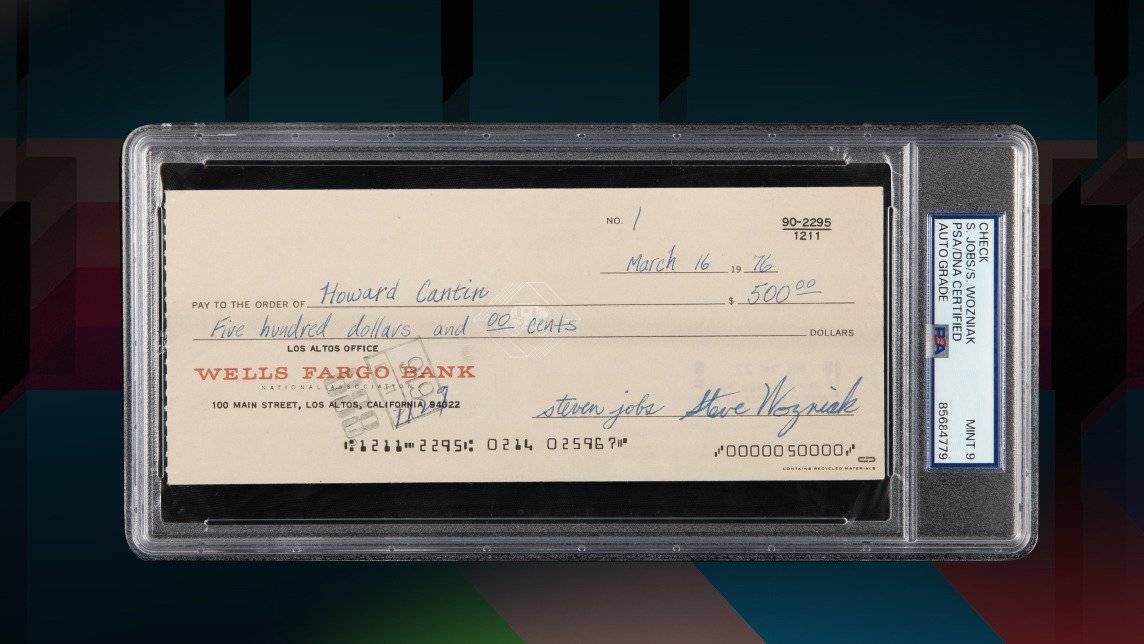 NO. 1
90-2295
1211
March 16 1976
PAY TO THE ORDER OF Howard Cantin $ 500 00
Five hundred dollars and 00 cents DOLLARS
LOS ALTOS OFFICE
WELLS FARGO BANK
NATIONAL ASSOCIATION
100 MAIN STREET, LOS ALTOS, CALIFORNIA 94022
steven jobs Steve Wozniak
⑆1211⑉2295⑆ 0214 025967⑈ ⑇0000050000⑇
CONTAINS RECYCLED MATERIALS
CHECK
S. JOBS/S. WOZNIAK
PSA/DNA CERTIFIED
AUTO GRADE MINT 9
PSA 85684779